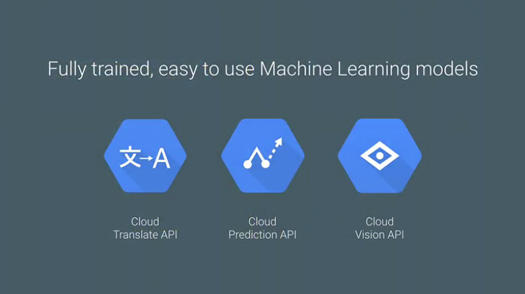 Fully trained, easy to use Machine Learning models
文→A
Cloud
Translate API
Cloud
Prediction API
Cloud
Vision API